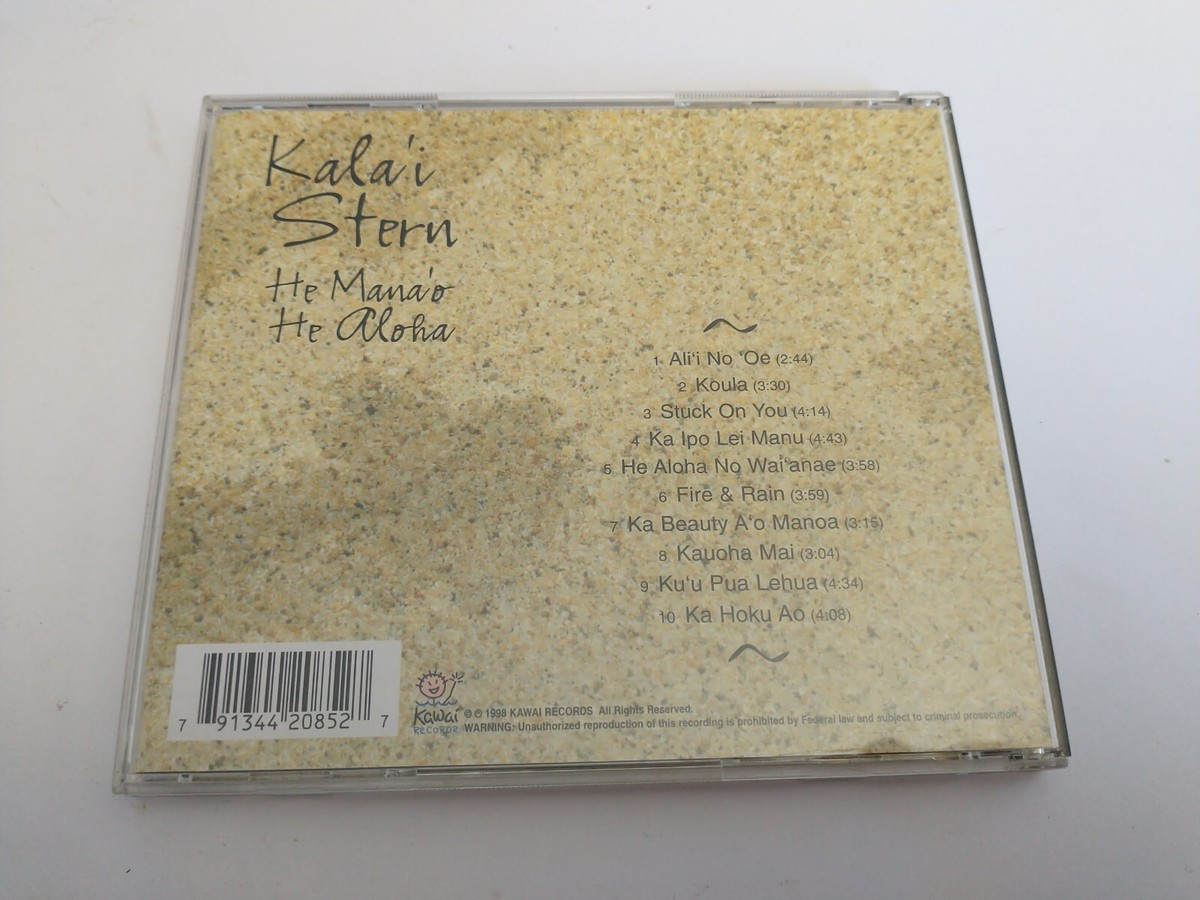 Kala'i
Stern
He Mana'o
He Aloha
1 Ali‘i No ‘Oe (2:44)
2 Koula (3:30)
3 Stuck On You (4:14)
4 Ka Ipo Lei Manu (4:43)
5 He Aloha No Wai‘anae (3:58)
6 Fire & Rain (3:59)
7 Ka Beauty A‘o Manoa (3:15)
8 Kauoha Mai (3:04)
9 Ku‘u Pua Lehua (4:34)
10 Ka Hoku Ao (4:08)
7 91344 20852 7
Kawai
RECORDS
℗ © 1998 KAWAI RECORDS All Rights Reserved.
WARNING: Unauthorized reproduction of this recording is prohibited by Federal law and subject to criminal prosecution.